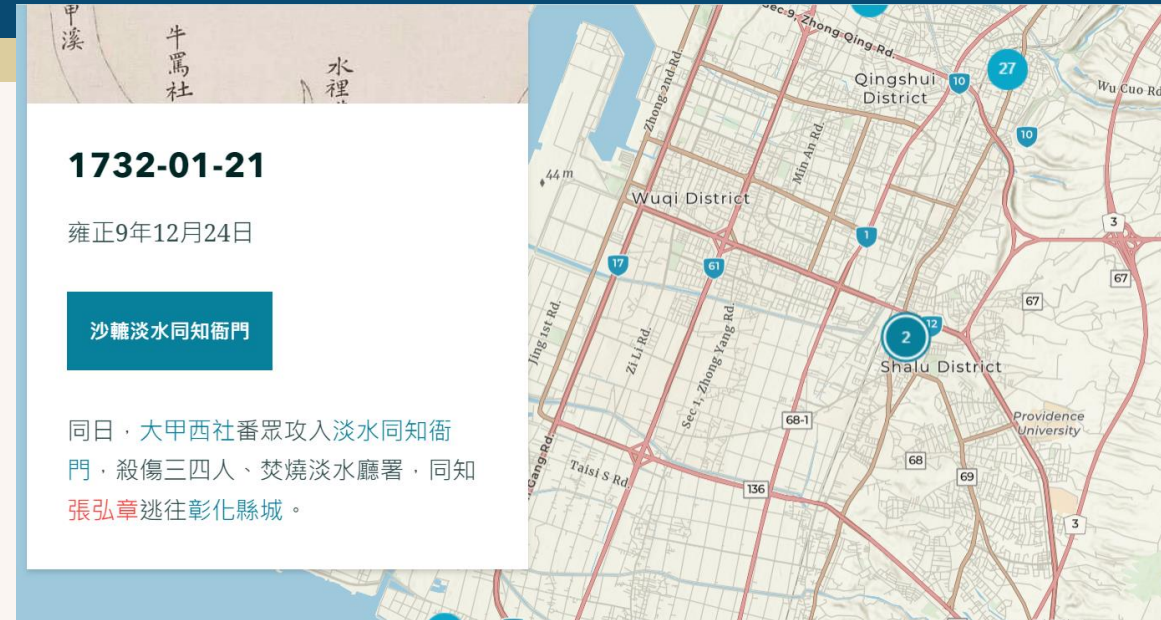 甲
溪
牛罵社
水裡
1732-01-21
雍正9年12月24日
沙轆淡水同知衙門
同日，大甲西社番眾攻入淡水同知衙
門，殺傷三四人、焚燒淡水廳署，同知
張弘章逃往彰化縣城。
Sec 9, Zhong Qing Rd.
27
Qingshui
District
10
Wu Cuo Rd
Zhong 2nd Rd.
Min An Rd.
10
44 m
Wuqi District
3
1
17
61
67
67
12
2
Shalu District
Jing 1st Rd.
Zi Li Rd.
Sec 1, Zhong Yang Rd.
68-1
Providence
University
Gang Rd.
68
Taisi S Rd.
69
136
3